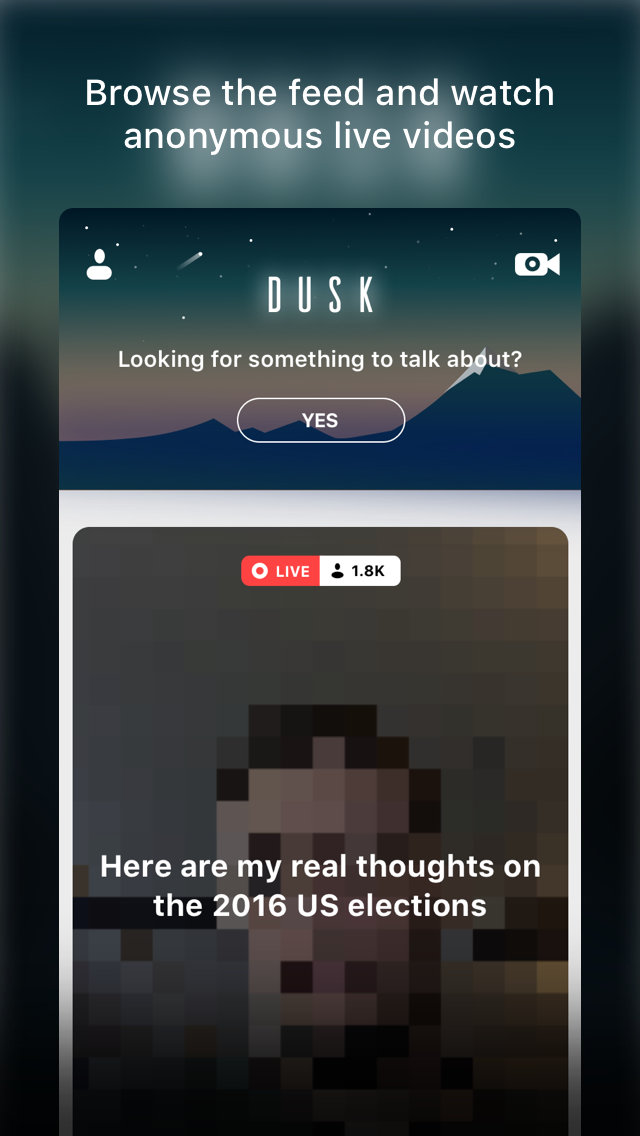 Browse the feed and watch
anonymous live videos
DUSK
Looking for something to talk about?
YES
LIVE 1.8K
Here are my real thoughts on
the 2016 US elections